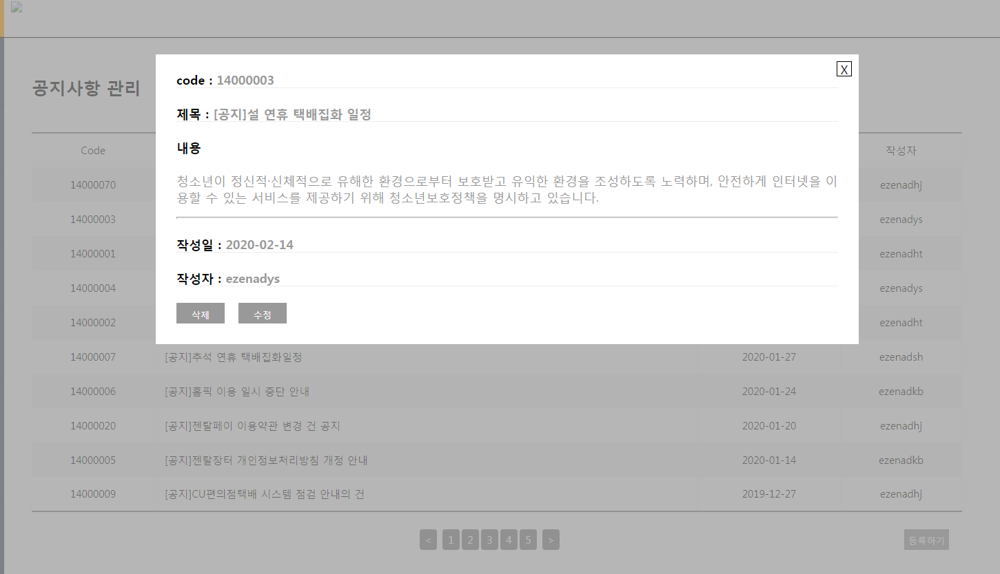 X
code : 14000003
공지사항 관리
제목 : [공지]설 연휴 택배집화 일정
내용
청소년이 정신적·신체적으로 유해한 환경으로부터 보호받고 유익한 환경을 조성하도록 노력하며, 안전하게 인터넷을 이
용할 수 있는 서비스를 제공하기 위해 청소년보호정책을 명시하고 있습니다.
작성일 : 2020-02-14
작성자 : ezenadys
삭제 수정
Code 작성자
14000070 ezenadhj
14000003 ezenadys
14000001 ezenadht
14000004 ezenadys
14000002 ezenadht
14000007 [공지]추석 연휴 택배집화일정 2020-01-27 ezenadsh
14000006 [공지]홈픽 이용 일시 중단 안내 2020-01-24 ezenadkb
14000020 [공지]젠탈페이 이용약관 변경 건 공지 2020-01-20 ezenadhj
14000005 [공지]젠탈장터 개인정보처리방침 개정 안내 2020-01-14 ezenadkb
14000009 [공지]CU편의점택배 시스템 점검 안내의 건 2019-12-27 ezenadhj
< 1 2 3 4 5 > 등록하기